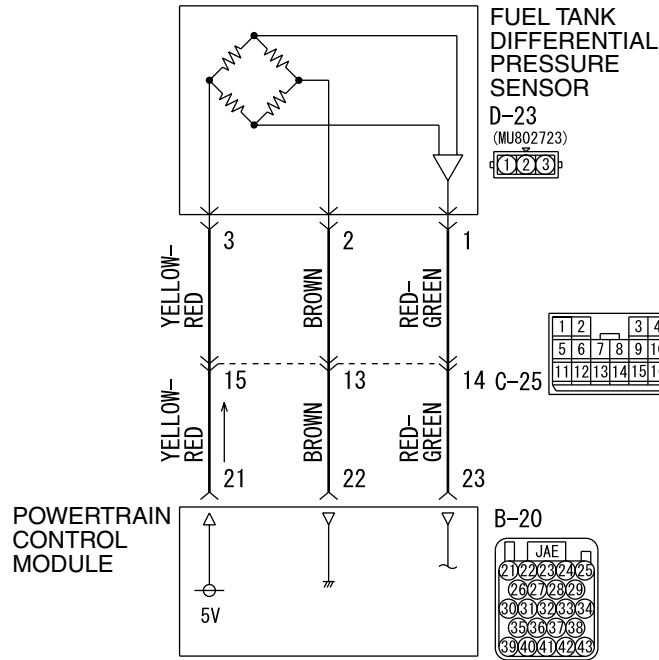 FUEL TANK
DIFFERENTIAL
PRESSURE
SENSOR
D-23
(MU802723)
1 2 3
3 2 1
YELLOW-
RED
BROWN
RED-
GREEN
1 2 3 4
5 6 7 8 9 10
11 12 13 14 15
15 13 14 C-25
YELLOW-
RED
BROWN
RED-
GREEN
21 22 23
POWERTRAIN
CONTROL
MODULE
5V
B-20
JAE
21 22 23 24 25
26 27 28 29
30 31 32 33 34
35 36 37 38
39 40 41 42 43